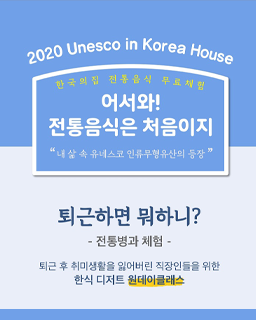 2020 Unesco in Korea House
한국의집 전통음식 무료체험
어서와!
전통음식은 처음이지
“ 내 삶 속 유네스코 인류무형유산의 등장 ”
퇴근하면 뭐하니?
- 전통병과 체험 -
퇴근 후 취미생활을 잃어버린 직장인들을 위한
한식 디저트 원데이클래스